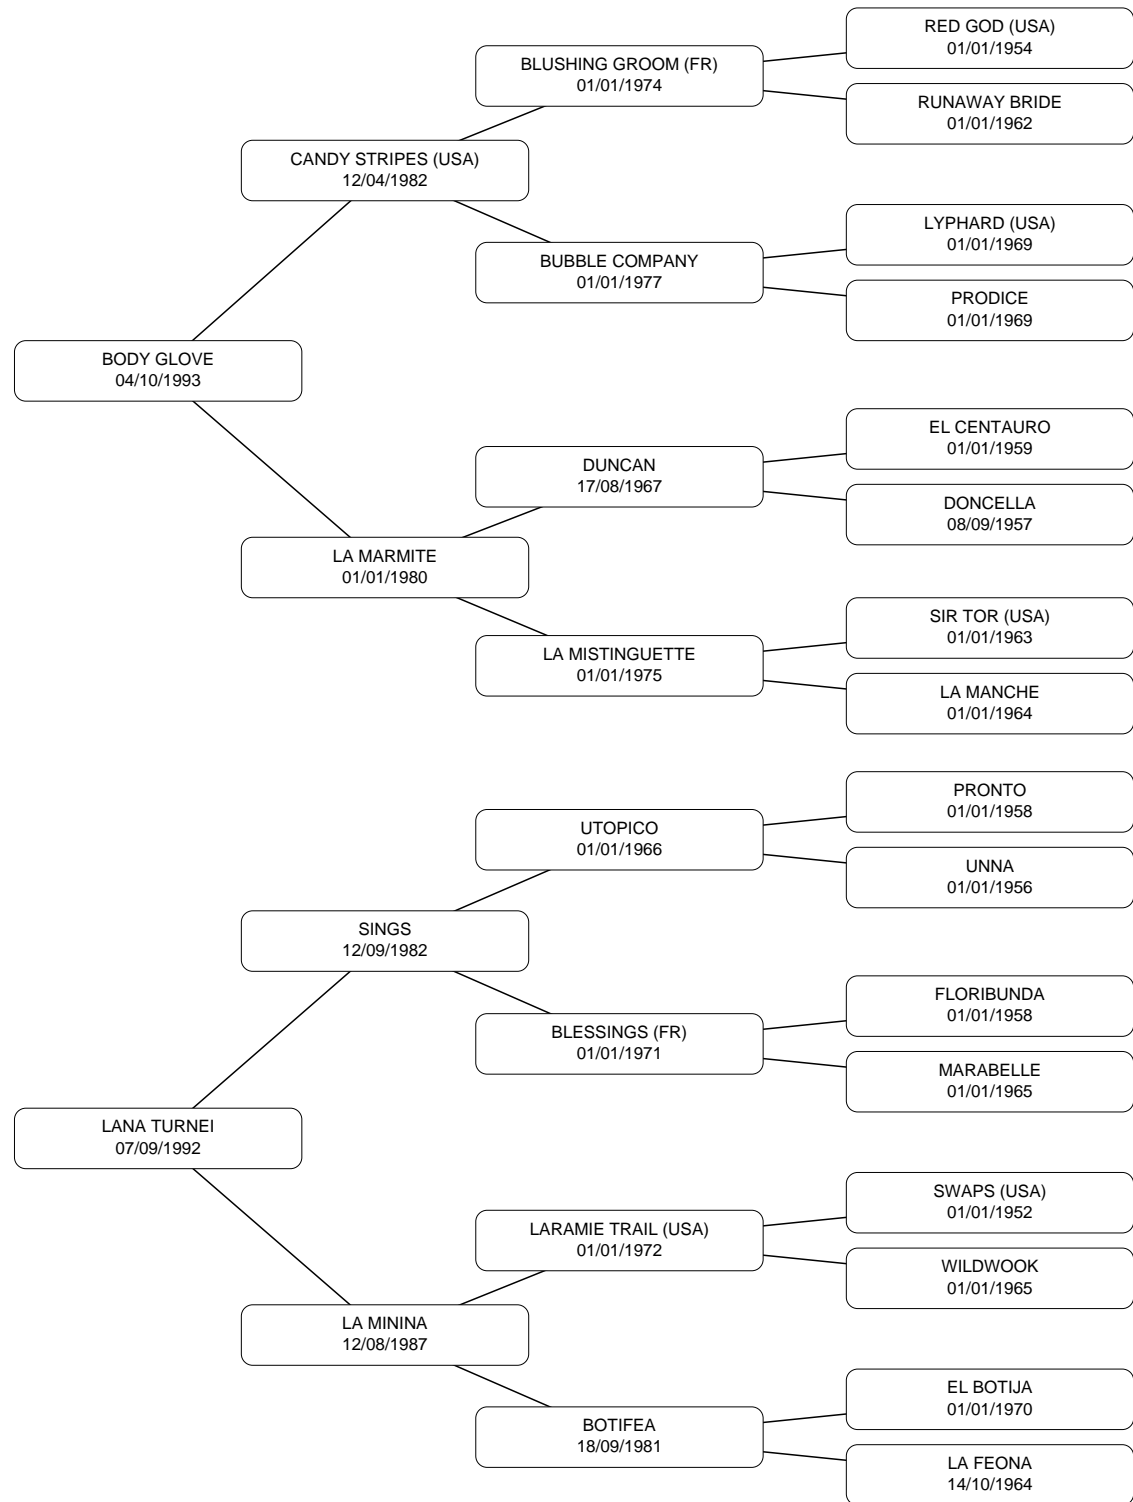 RED GOD (USA)
01/01/1954
BLUSHING GROOM (FR)
01/01/1974
RUNAWAY BRIDE
01/01/1962
CANDY STRIPES (USA)
12/04/1982
LYPHARD (USA)
01/01/1969
BUBBLE COMPANY
01/01/1977
PRODICE
01/01/1969
BODY GLOVE
04/10/1993
EL CENTAURO
01/01/1959
DUNCAN
17/08/1967
DONCELLA
08/09/1957
LA MARMITE
01/01/1980
SIR TOR (USA)
01/01/1963
LA MISTINGUETTE
01/01/1975
LA MANCHE
01/01/1964
PRONTO
01/01/1958
UTOPICO
01/01/1966
UNNA
01/01/1956
SINGS
12/09/1982
FLORIBUNDA
01/01/1958
BLESSINGS (FR)
01/01/1971
MARABELLE
01/01/1965
LANA TURNEI
07/09/1992
SWAPS (USA)
01/01/1952
LARAMIE TRAIL (USA)
01/01/1972
WILDWOOK
01/01/1965
LA MININA
12/08/1987
EL BOTIJA
01/01/1970
BOTIFEA
18/09/1981
LA FEONA
14/10/1964